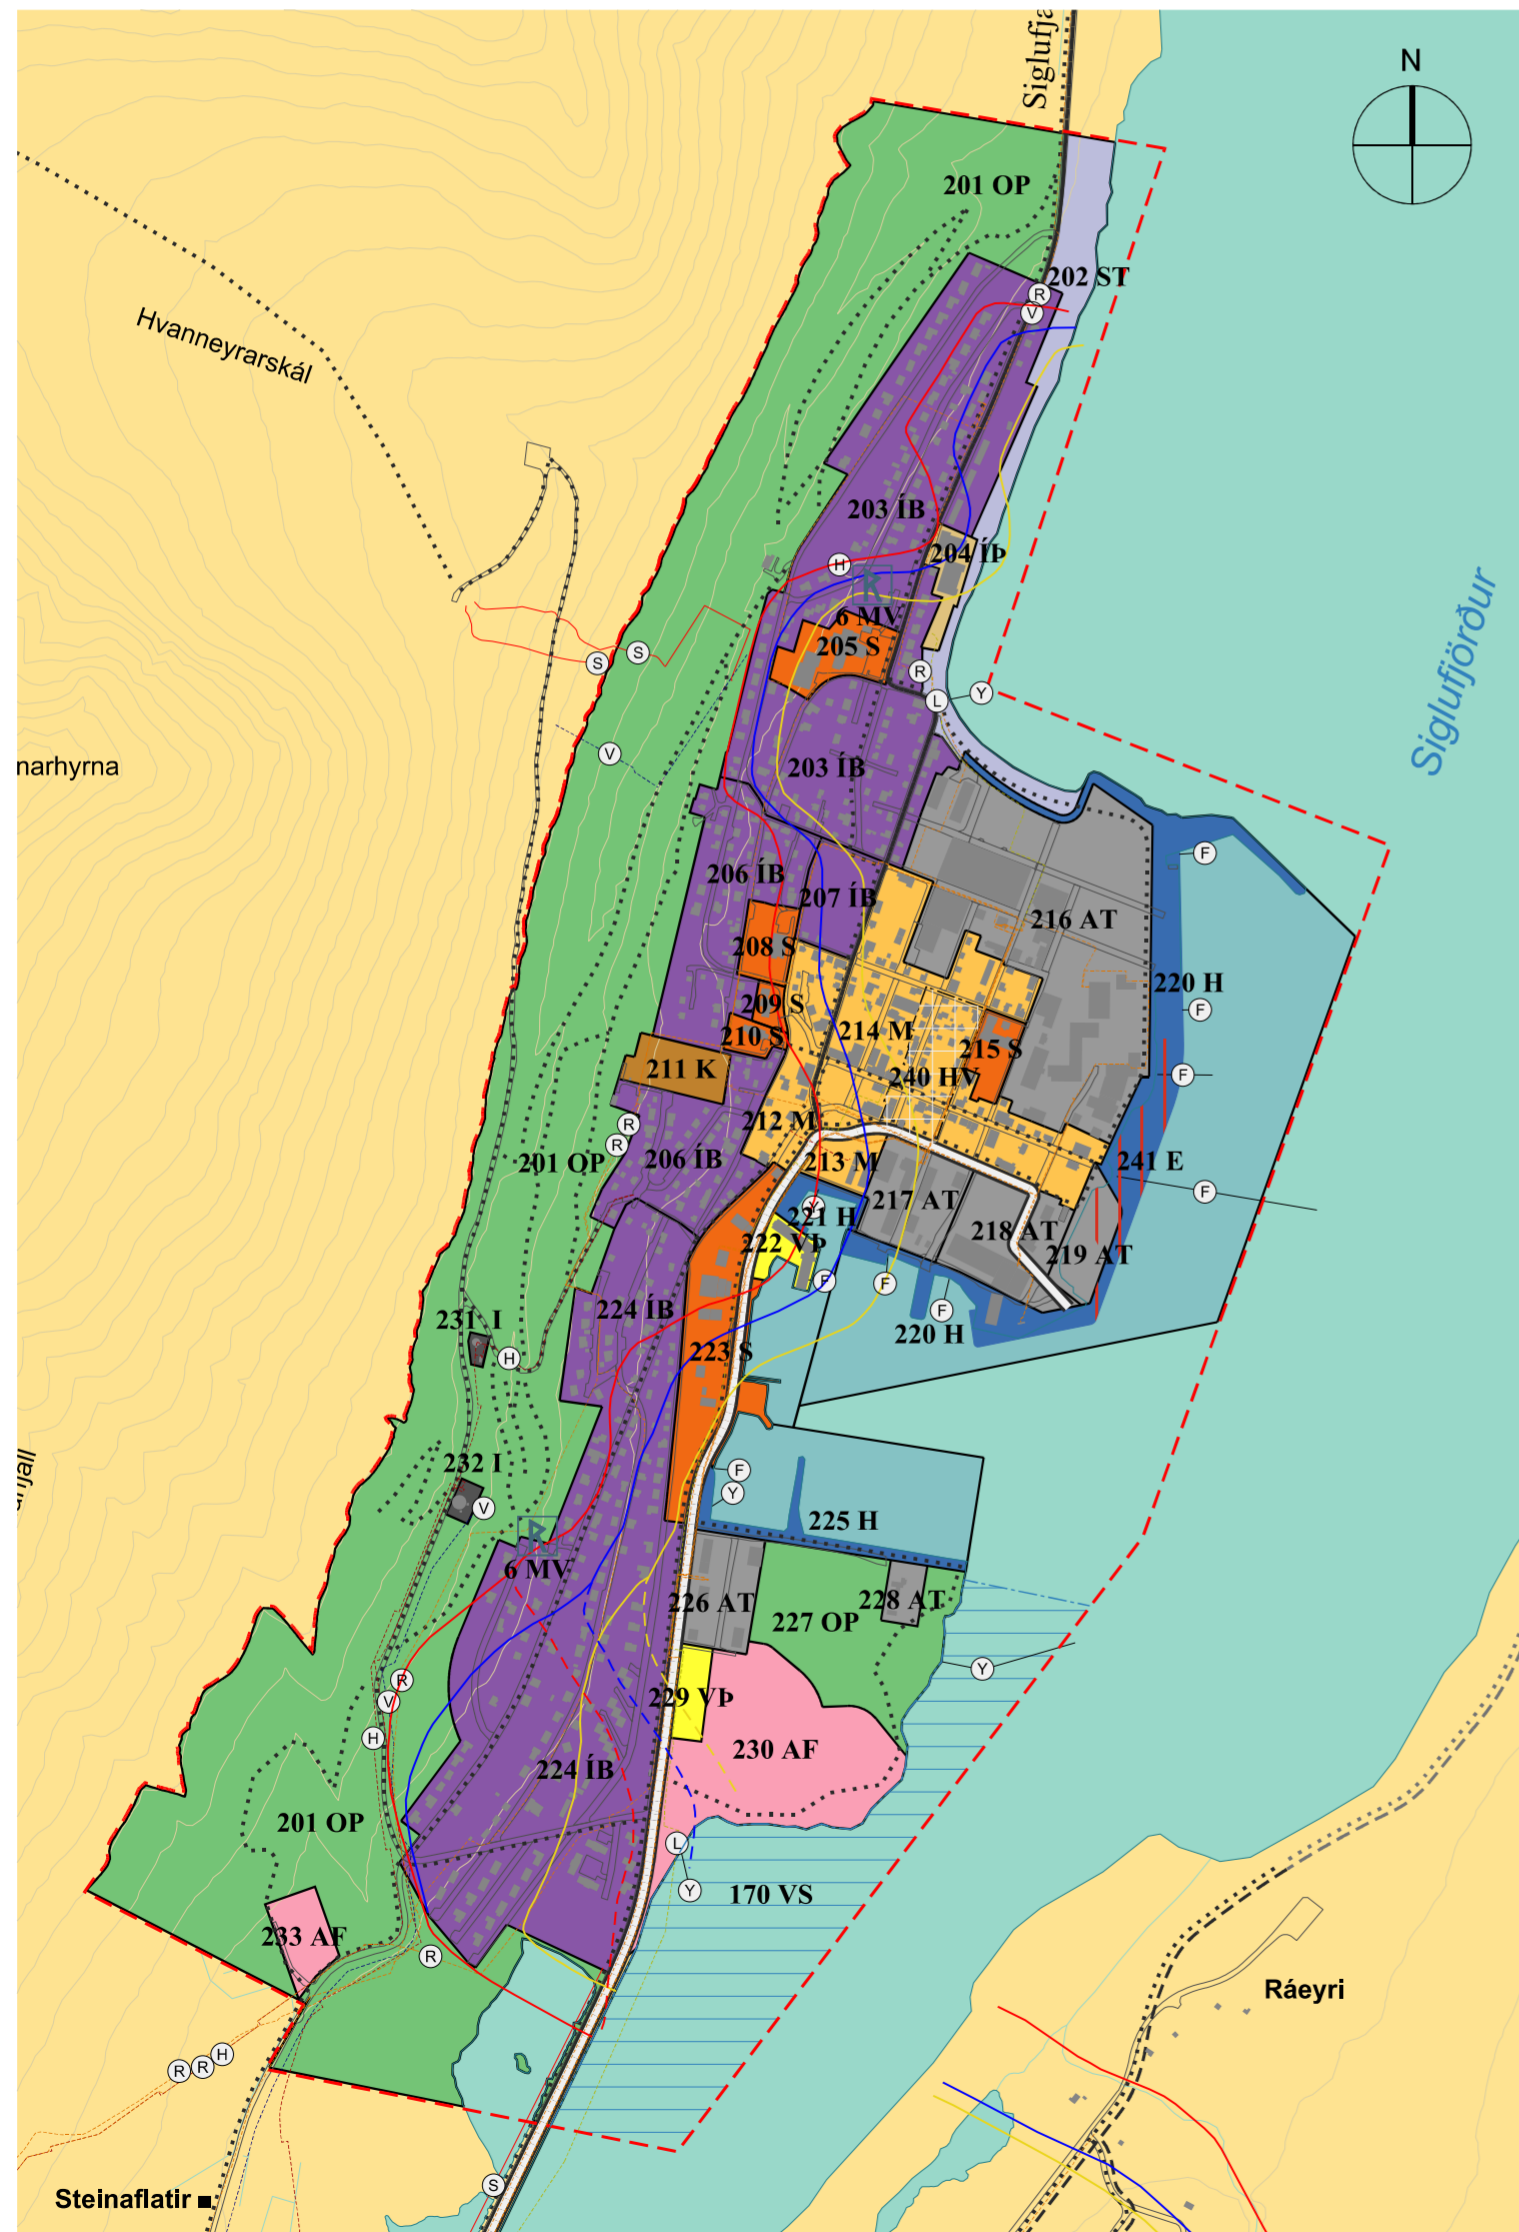 N
201 OP
202 ST
R
V
Hvanneyrarskál
203 ÍB
204 ÍÞ
H
R
6 MV
205 S
S
S
R
L
Y
V
203 ÍB
narhyrna
Siglufjörður
F
206 ÍB
207 ÍB
216 AT
208 S
220 H
F
209 S
214 M
210 S
215 S
211 K
240 HV
F
212 M
R
R
201 OP
206 ÍB
213 M
241 E
F
217 AT
Y
221 H
218 AT
222 VÞ
219 AT
F
F
224 ÍB
F
231 I
220 H
H
223 S
232 I
F
V
Y
225 H
R
6 MV
226 AT
228 AT
227 OP
Y
R
V
229 VÞ
H
230 AF
224 ÍB
201 OP
L
Y
170 VS
233 AF
R
Ráeyri
R
R
H
S
Steinaflatir